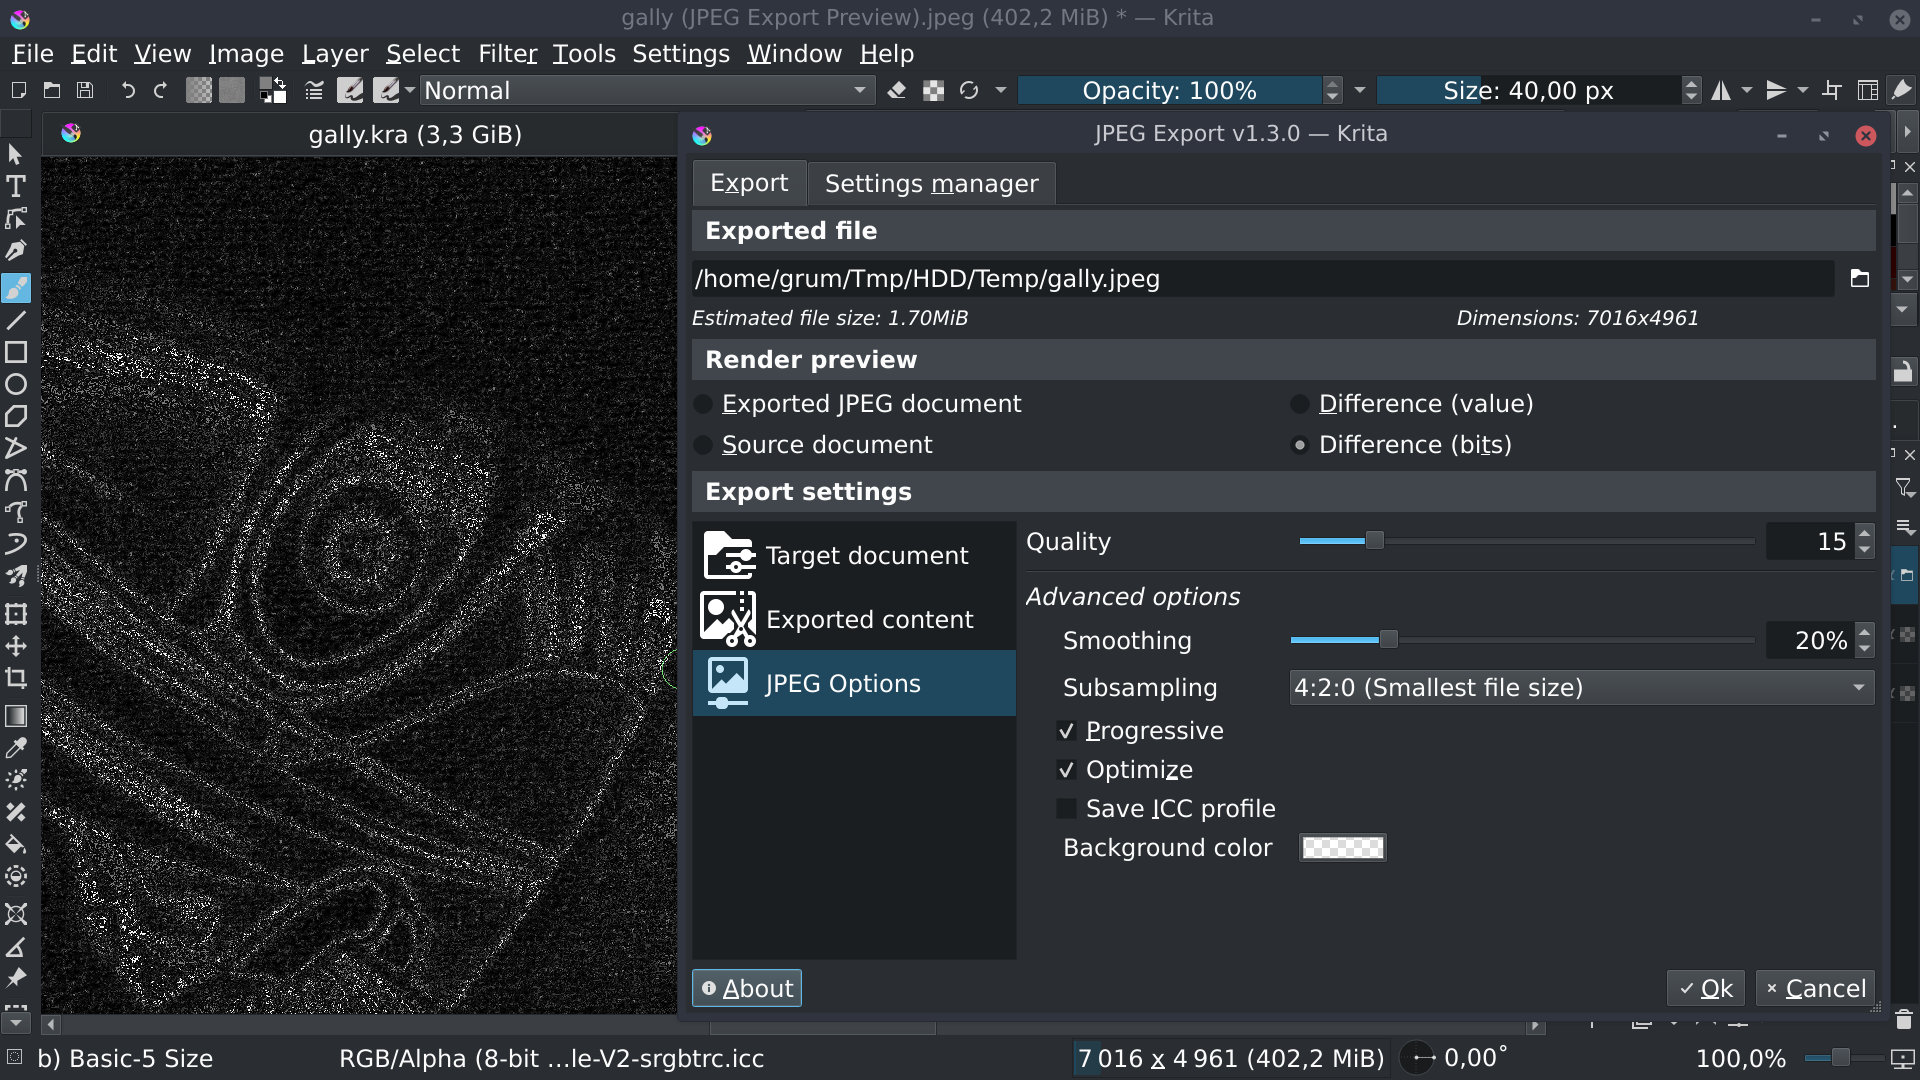 gally (JPEG Export Preview).jpeg (402,2 MiB) * — Krita
File Edit View Image Layer Select Filter Tools Settings Window Help
Normal Opacity: 100% Size: 40,00 px
gally.kra (3,3 GiB)
JPEG Export v1.3.0 — Krita
Export Settings manager
Exported file
/home/grum/Tmp/HDD/Temp/gally.jpeg
Estimated file size: 1.70MiB Dimensions: 7016x4961
Render preview
Exported JPEG document Difference (value)
Source document Difference (bits)
Export settings
Target document
Exported content
JPEG Options
Quality 15
Advanced options
Smoothing 20%
Subsampling 4:2:0 (Smallest file size)
Progressive
Optimize
Save ICC profile
Background color
About Ok Cancel
b) Basic-5 Size RGB/Alpha (8-bit ...le-V2-srgbtrc.icc 7 016 x 4 961 (402,2 MiB) 0,00° 100,0%